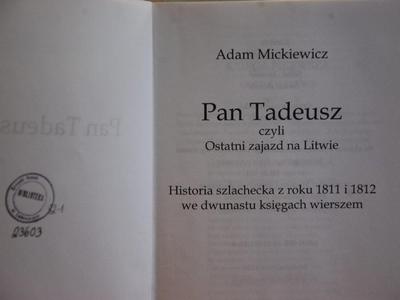 Adam Mickiewicz
Pan Tadeusz
czyli
Ostatni zajazd na Litwie
Historia szlachecka z roku 1811 i 1812
we dwunastu księgach wierszem
BIBLIOTEKA
23603